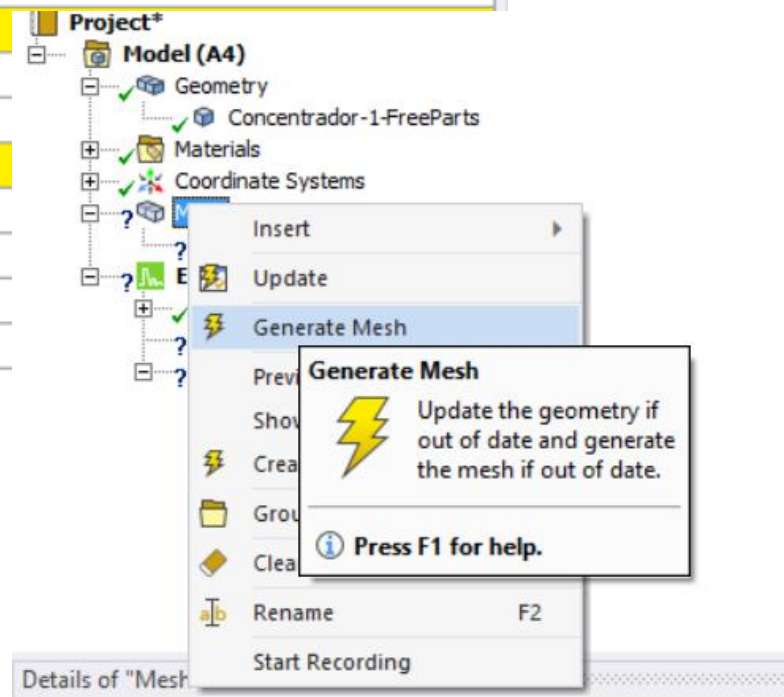 Project*
Model (A4)
Geometry
Concentrador-1-FreeParts
Materials
Coordinate Systems
Insert
Update
Generate Mesh
Generate Mesh
Update the geometry if
out of date and generate
the mesh if out of date.
Press F1 for help.
Rename F2
Start Recording
Details of "Mesh